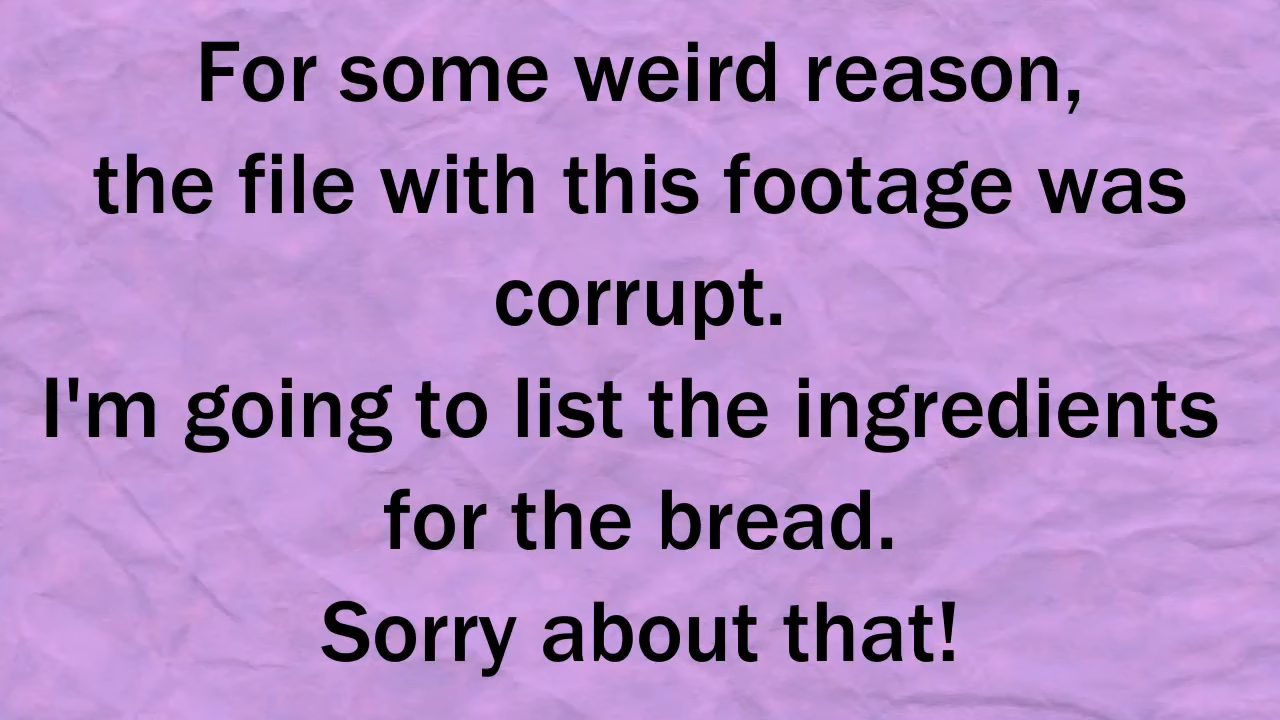 For some weird reason,
the file with this footage was
corrupt.
I'm going to list the ingredients
for the bread.
Sorry about that!